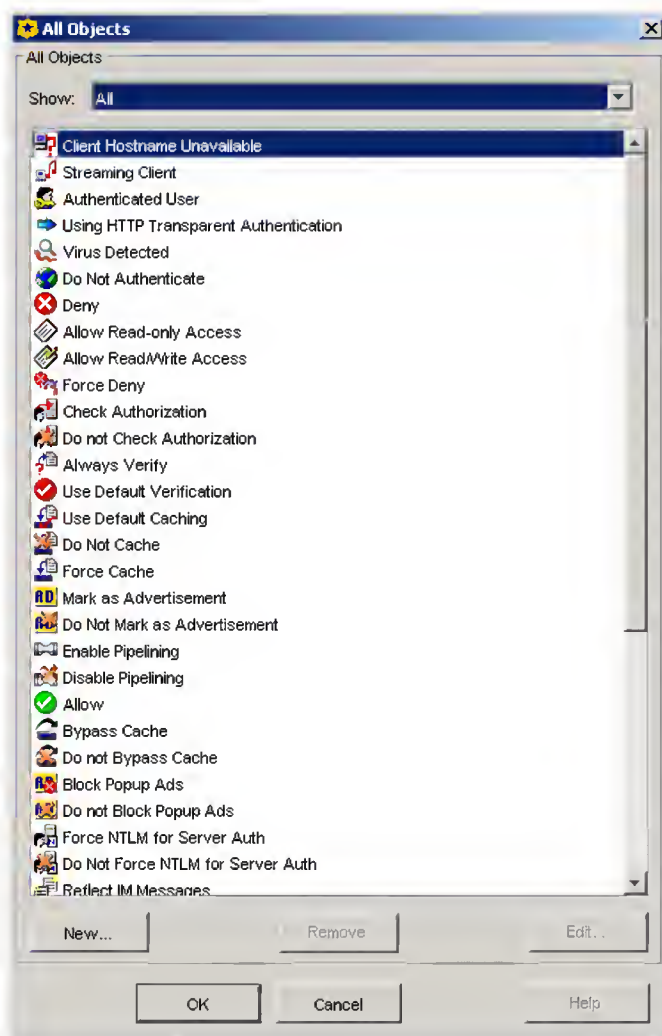 All Objects
All Objects
Show: All
Client Hostname Unavailable
Streaming Client
Authenticated User
Using HTTP Transparent Authentication
Virus Detected
Do Not Authenticate
Deny
Allow Read-only Access
Allow Read/Write Access
Force Deny
Check Authorization
Do not Check Authorization
Always Verify
Use Default Verification
Use Default Caching
Do Not Cache
Force Cache
AD Mark as Advertisement
Do Not Mark as Advertisement
Enable Pipelining
Disable Pipelining
Allow
Bypass Cache
Do not Bypass Cache
Block Popup Ads
Do not Block Popup Ads
Force NTLM for Server Auth
Do Not Force NTLM for Server Auth
Reflect IM Messages
New... Remove Edit...
OK Cancel Help